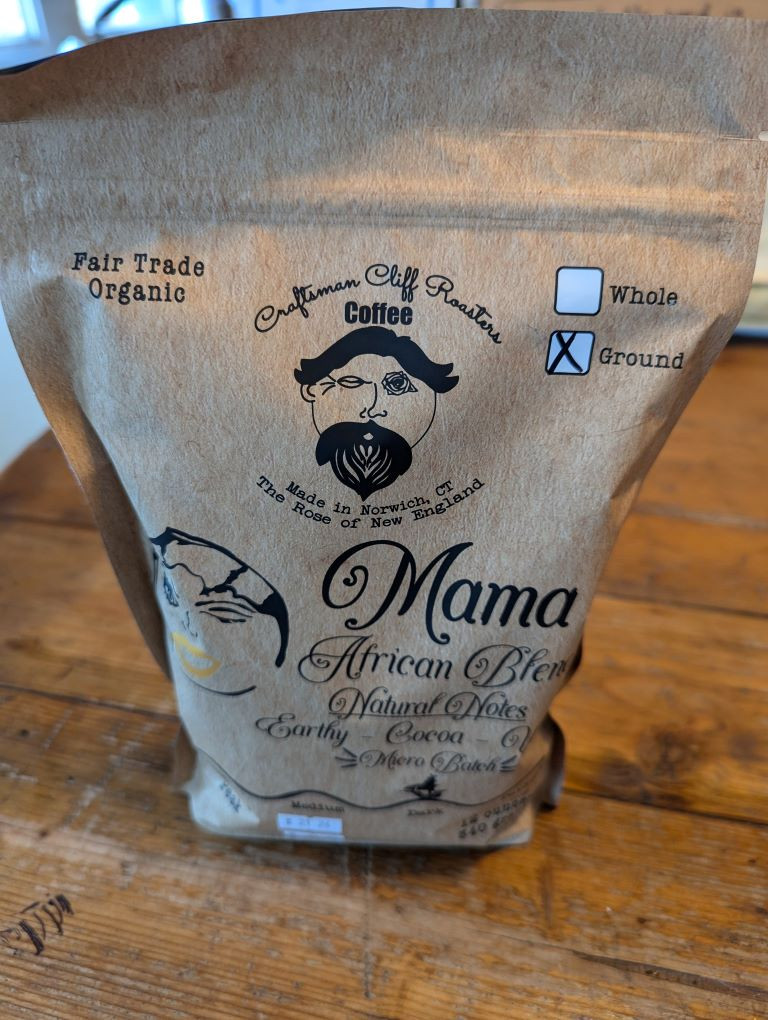 Fair Trade
Organic
Craftsman Cliff Roasters
Coffee
Whole
X Ground
Made in Norwich, CT
The Rose of New England
Mama
African Blen
Natural Notes
Earthy - Cocoa -
Micro Batch
Medium
Dark